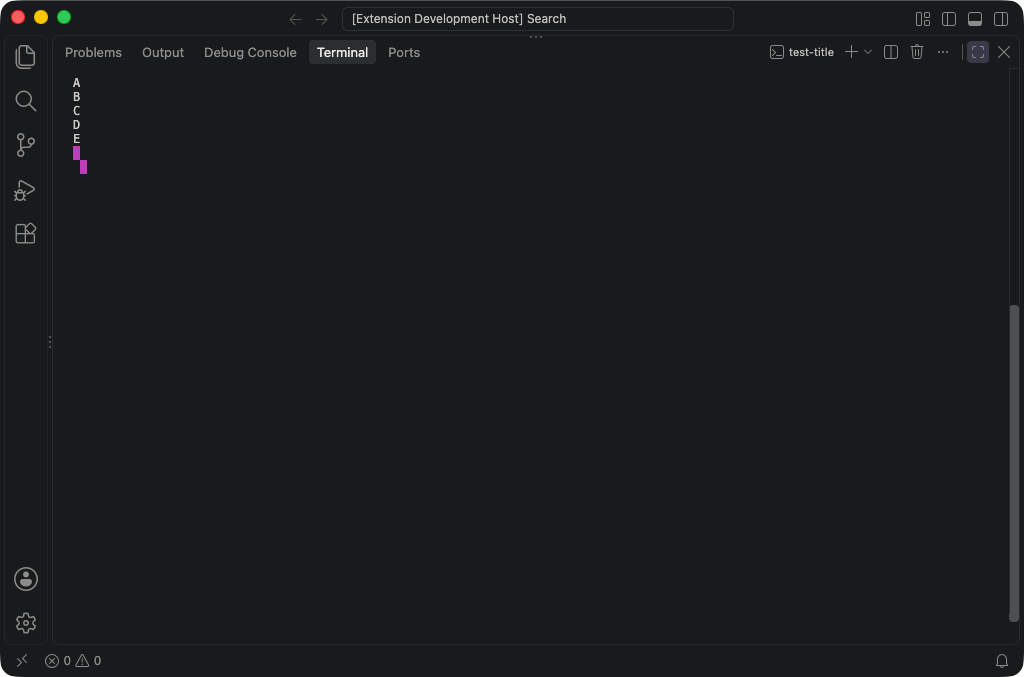 [Extension Development Host] Search
Problems Output Debug Console Terminal Ports test-title
A
B
C
D
E
0 0